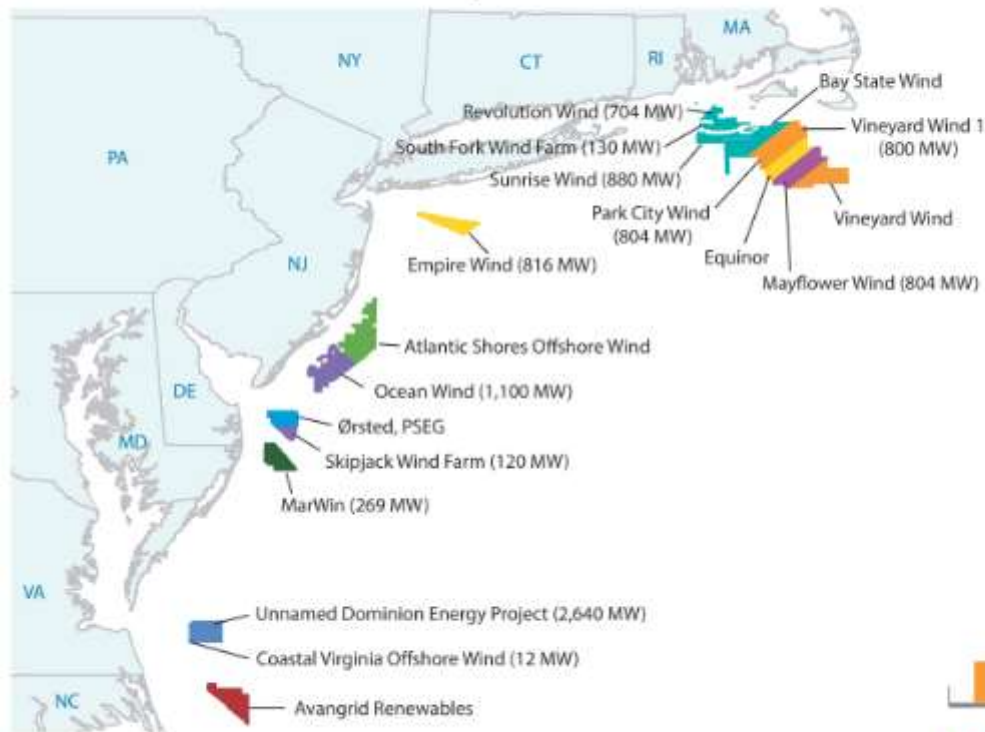 MA
NY
CT
RI
Bay State Wind
Revolution Wind (704 MW)
Vineyard Wind 1
(800 MW)
South Fork Wind Farm (130 MW)
PA
Sunrise Wind (880 MW)
Park City Wind
(804 MW)
Vineyard Wind
Equinor
NJ
Empire Wind (816 MW)
Mayflower Wind (804 MW)
Atlantic Shores Offshore Wind
DE
Ocean Wind (1,100 MW)
Ørsted, PSEG
MD
Skipjack Wind Farm (120 MW)
MarWin (269 MW)
VA
Unnamed Dominion Energy Project (2,640 MW)
Coastal Virginia Offshore Wind (12 MW)
NC
Avangrid Renewables